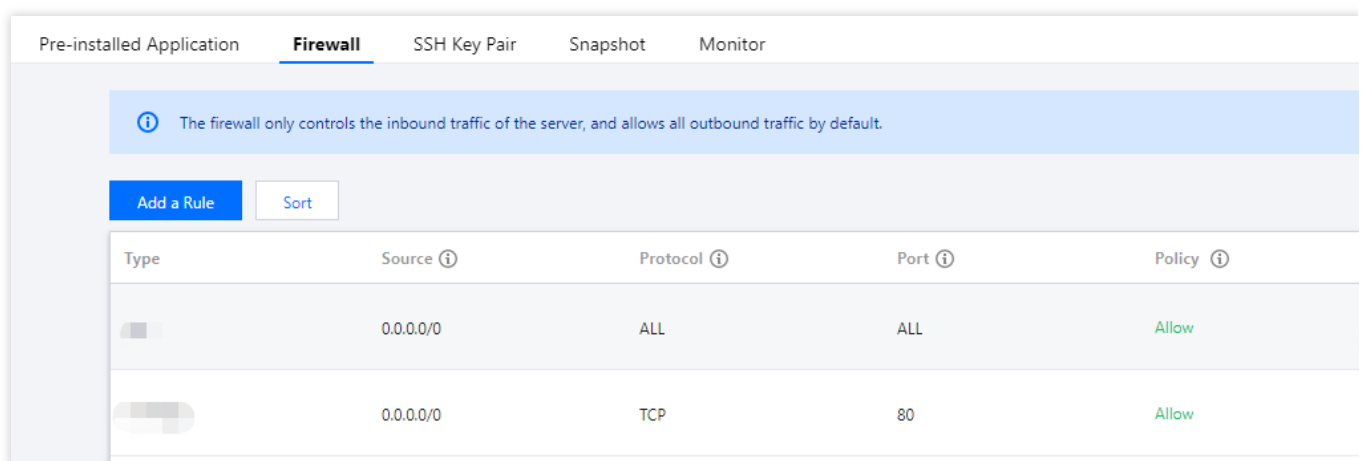 Pre-installed Application Firewall SSH Key Pair Snapshot Monitor
The firewall only controls the inbound traffic of the server, and allows all outbound traffic by default.
Add a Rule Sort
Type Source Protocol Port Policy
0.0.0.0/0 ALL ALL Allow
0.0.0.0/0 TCP 80 Allow